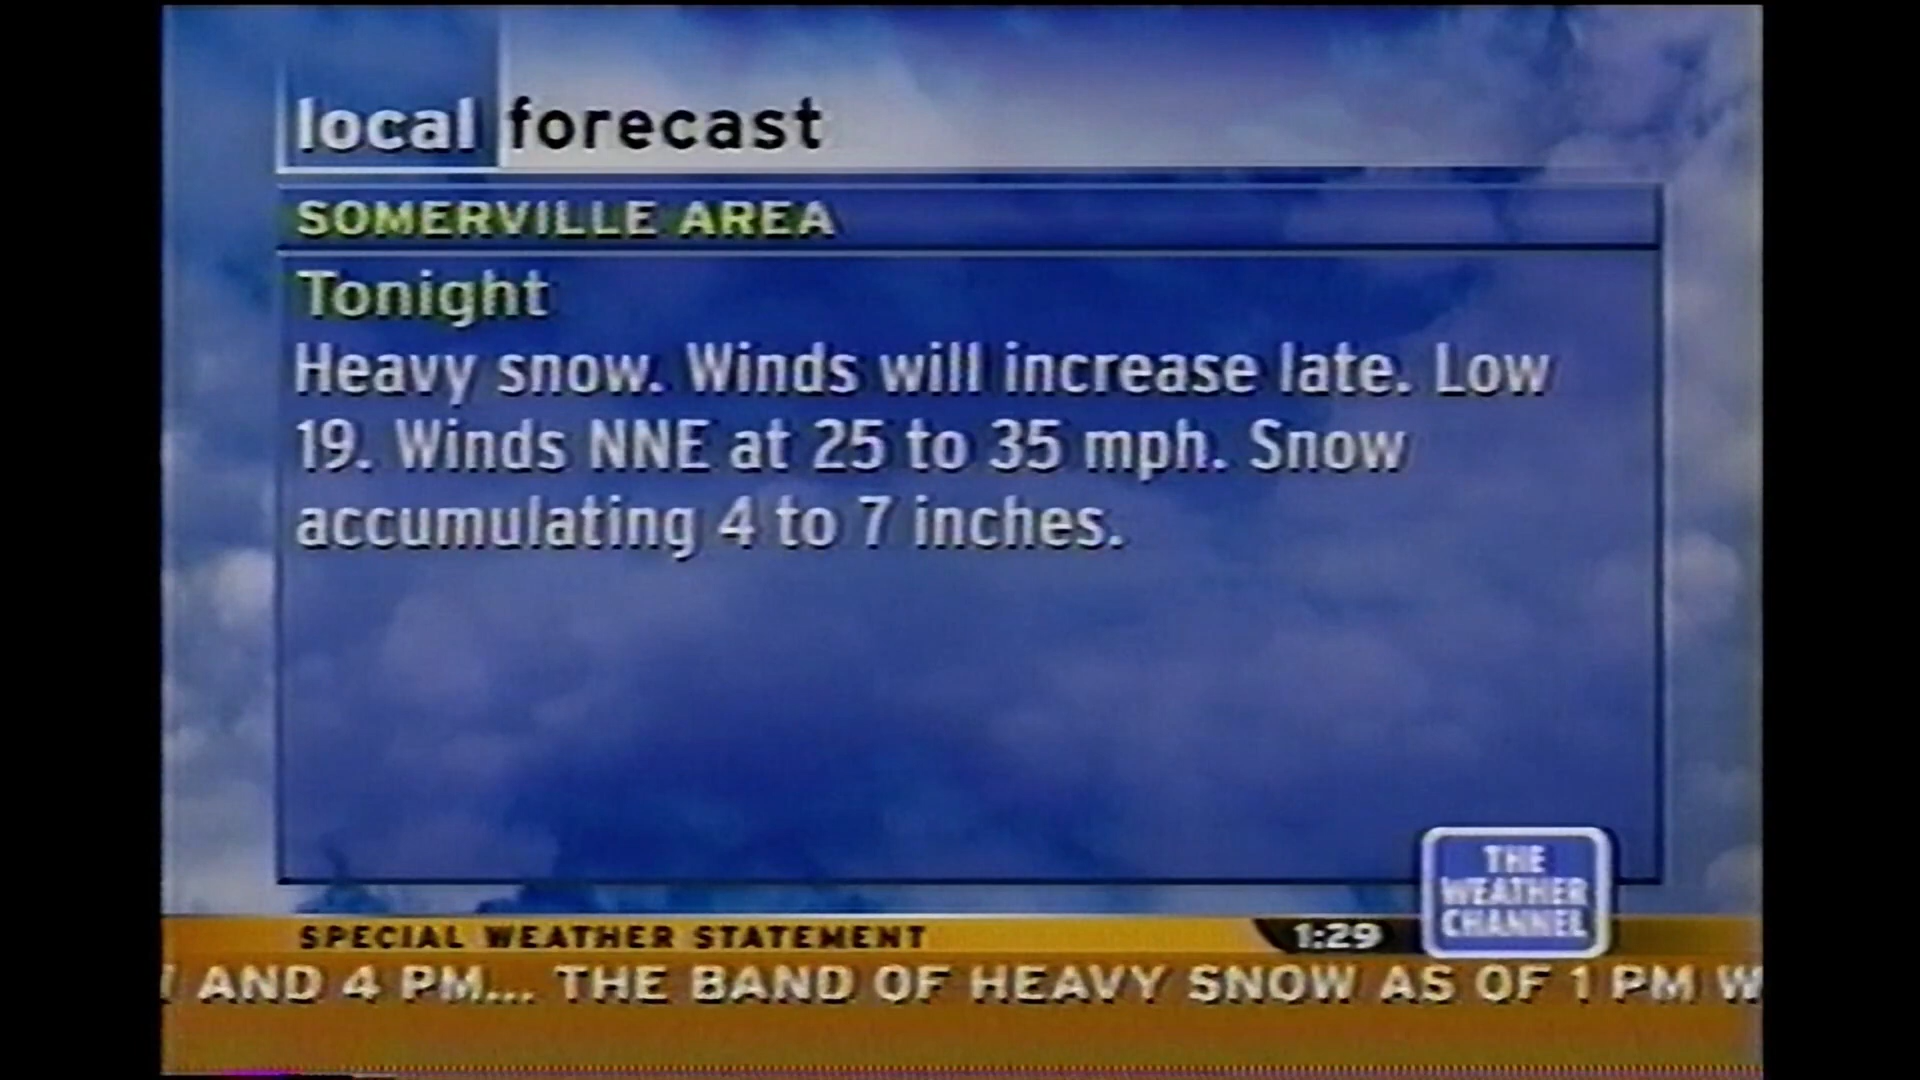 local forecast
SOMERVILLE AREA
Tonight
Heavy snow. Winds will increase late. Low
19. Winds NNE at 25 to 35 mph. Snow
accumulating 4 to 7 inches.
THE
WEATHER
CHANNEL
SPECIAL WEATHER STATEMENT 1:29
AND 4 PM... THE BAND OF HEAVY SNOW AS OF 1 PM W